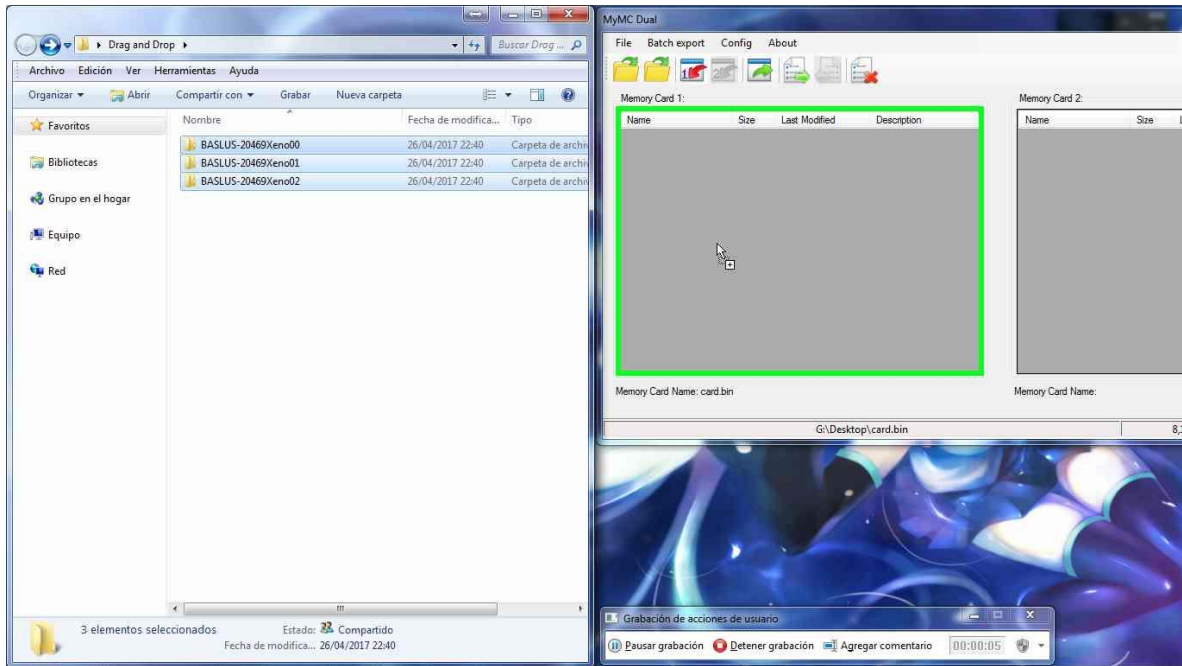 Drag and Drop
Buscar Drag ...
Archivo Edición Ver Herramientas Ayuda
Organizar Abrir Compartir con Grabar Nueva carpeta
Favoritos
Bibliotecas
Grupo en el hogar
Equipo
Red
Nombre Fecha de modifica... Tipo
BASLUS-20469Xeno00 26/04/2017 22:40 Carpeta de archiv
BASLUS-20469Xeno01 26/04/2017 22:40 Carpeta de archiv
BASLUS-20469Xeno02 26/04/2017 22:40 Carpeta de archiv
3 elementos seleccionados Estado: Compartido
Fecha de modifica... 26/04/2017 22:40
MyMC Dual
File Batch export Config About
Memory Card 1:
Name Size Last Modified Description
Memory Card Name: card.bin
Memory Card 2:
Name Size L
Memory Card Name:
G:\Desktop\card.bin 8,
Grabación de acciones de usuario
Pausar grabación Detener grabación Agregar comentario 00:00:05